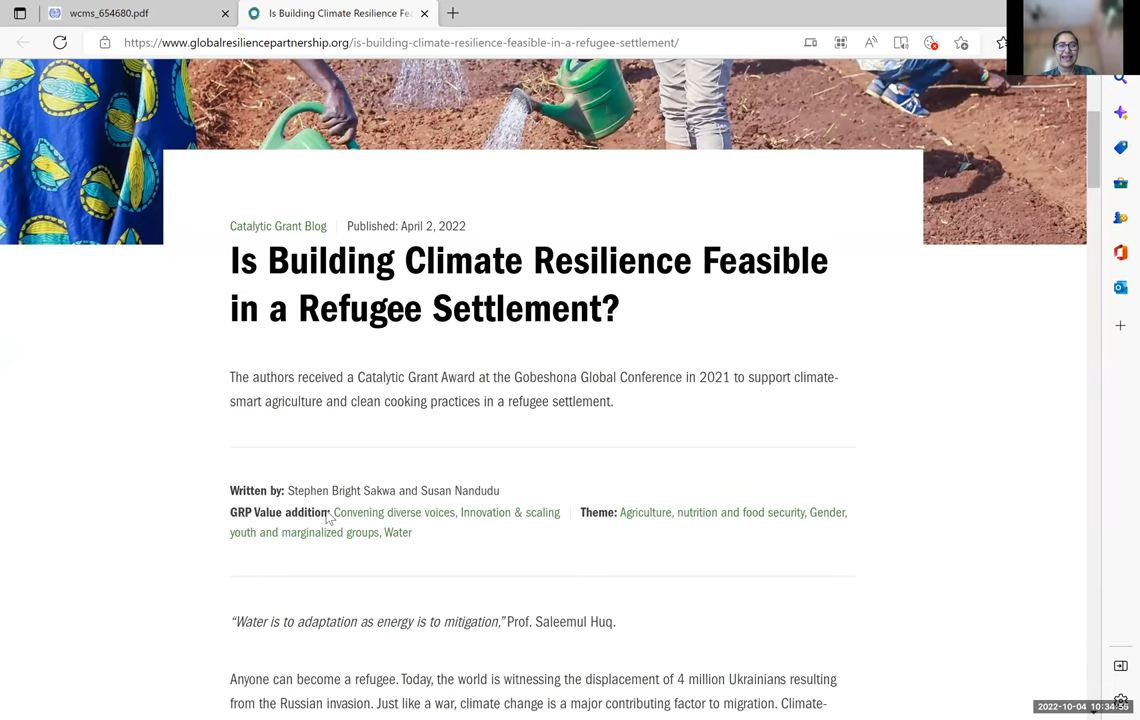 wcms_654680.pdf
Is Building Climate Resilience Fe
https://www.globalresiliencepartnership.org/is-building-climate-resilience-feasible-in-a-refugee-settlement/
Catalytic Grant Blog | Published: April 2, 2022
Is Building Climate Resilience Feasible
in a Refugee Settlement?
The authors received a Catalytic Grant Award at the Gobeshona Global Conference in 2021 to support climate-
smart agriculture and clean cooking practices in a refugee settlement.
Written by: Stephen Bright Sakwa and Susan Nandudu
GRP Value addition: Convening diverse voices, Innovation & scaling | Theme: Agriculture, nutrition and food security, Gender,
youth and marginalized groups, Water
“Water is to adaptation as energy is to mitigation,” Prof. Saleemul Huq.
Anyone can become a refugee. Today, the world is witnessing the displacement of 4 million Ukrainians resulting
from the Russian invasion. Just like a war, climate change is a major contributing factor to migration. Climate-
2022-10-04 10:34:55